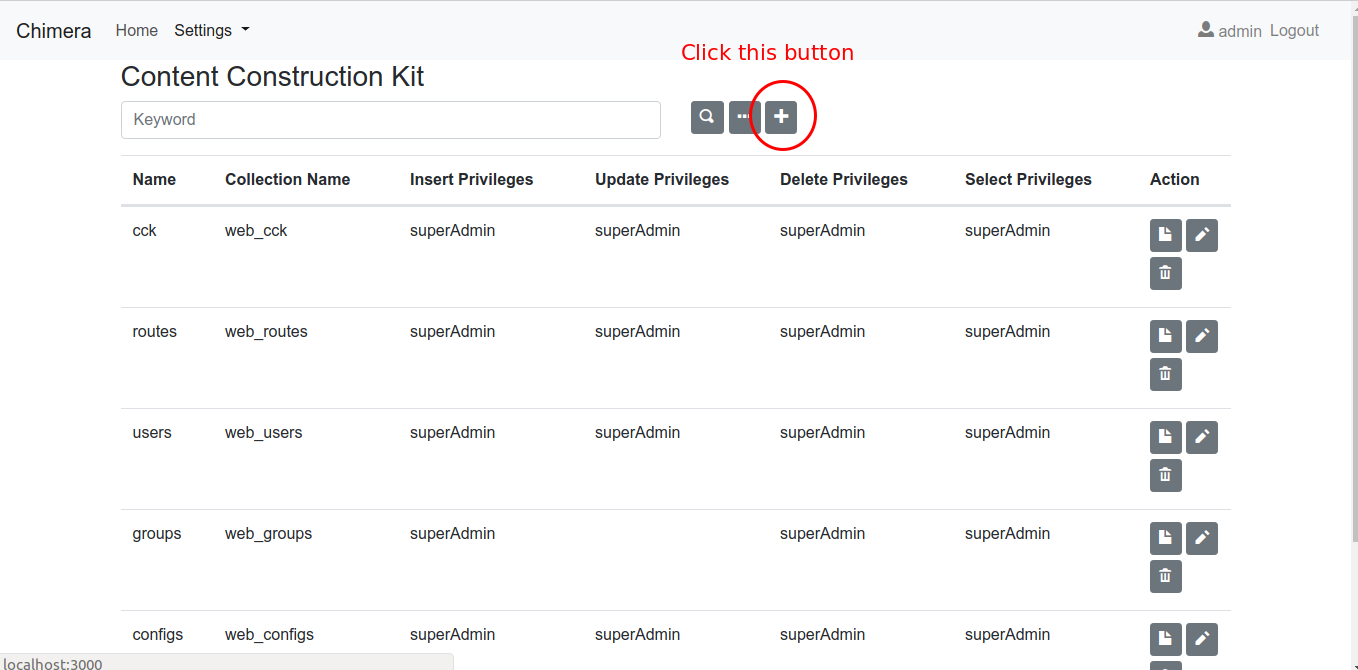 Chimera Home Settings admin Logout
Click this button
Content Construction Kit
Keyword
Name Collection Name Insert Privileges Update Privileges Delete Privileges Select Privileges Action
cck web_cck superAdmin superAdmin superAdmin superAdmin
routes web_routes superAdmin superAdmin superAdmin superAdmin
users web_users superAdmin superAdmin superAdmin superAdmin
groups web_groups superAdmin superAdmin superAdmin
configs web_configs superAdmin superAdmin superAdmin superAdmin
localhost:3000